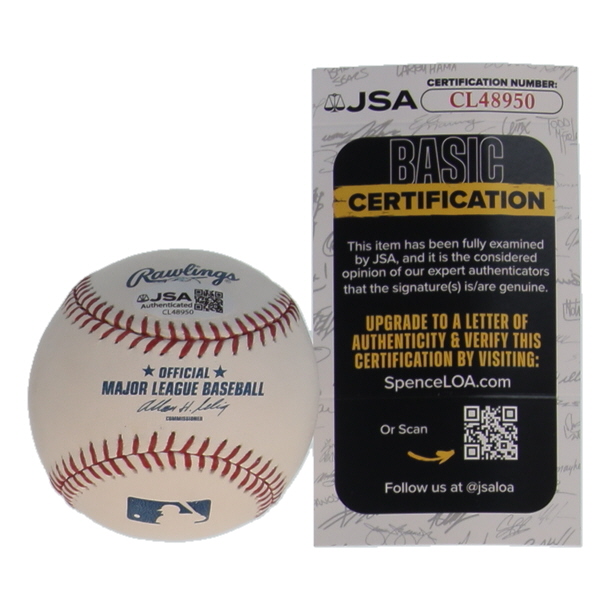 Rawlings
JSA
Authenticated
CL48950
★ OFFICIAL ★
MAJOR LEAGUE BASEBALL
Allan H. Selig
COMMISSIONER
LARRY HAMA
CERTIFICATION NUMBER:
JSA CL48950
BASIC
CERTIFICATION
This item has been fully examined
by JSA, and it is the considered
opinion of our expert authenticators
that the signature(s) is/are genuine.
UPGRADE TO A LETTER OF
AUTHENTICITY & VERIFY THIS
CERTIFICATION BY VISITING:
SpenceLOA.com
Or Scan
Follow us at @jsaloa